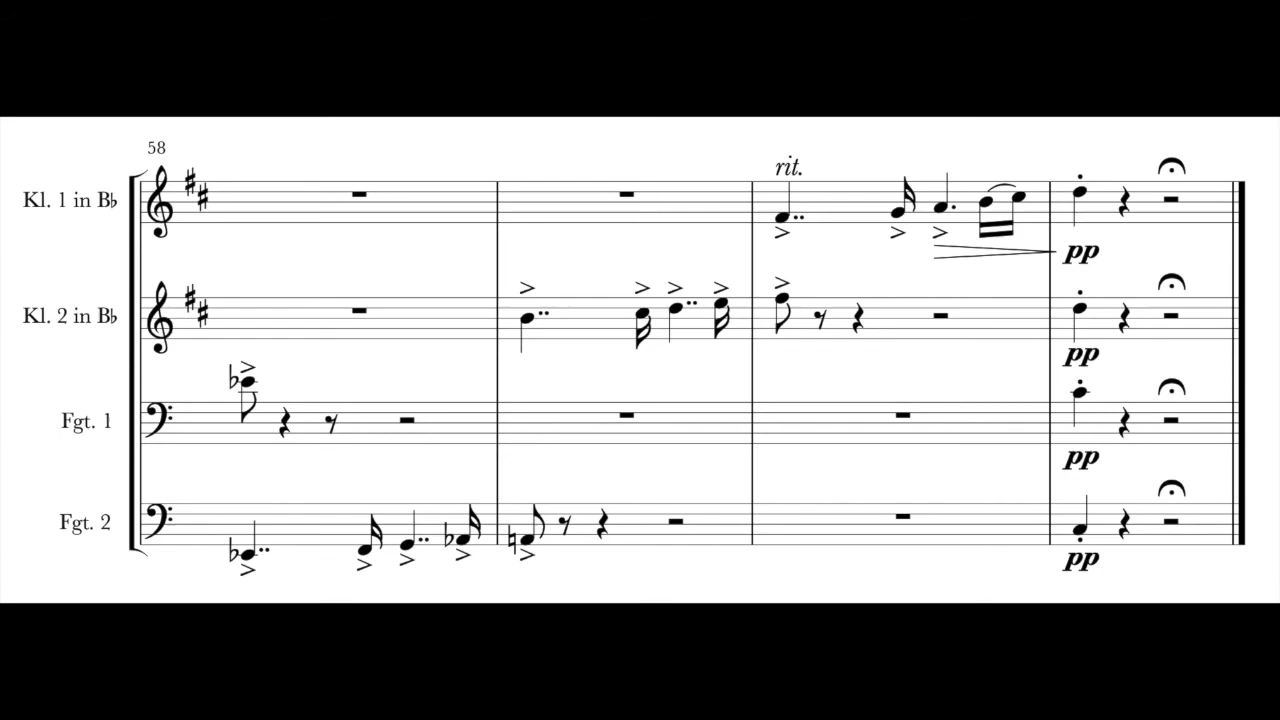 58
rit.
Kl. 1 in B♭
pp
Kl. 2 in B♭
pp
Fgt. 1
pp
Fgt. 2
pp